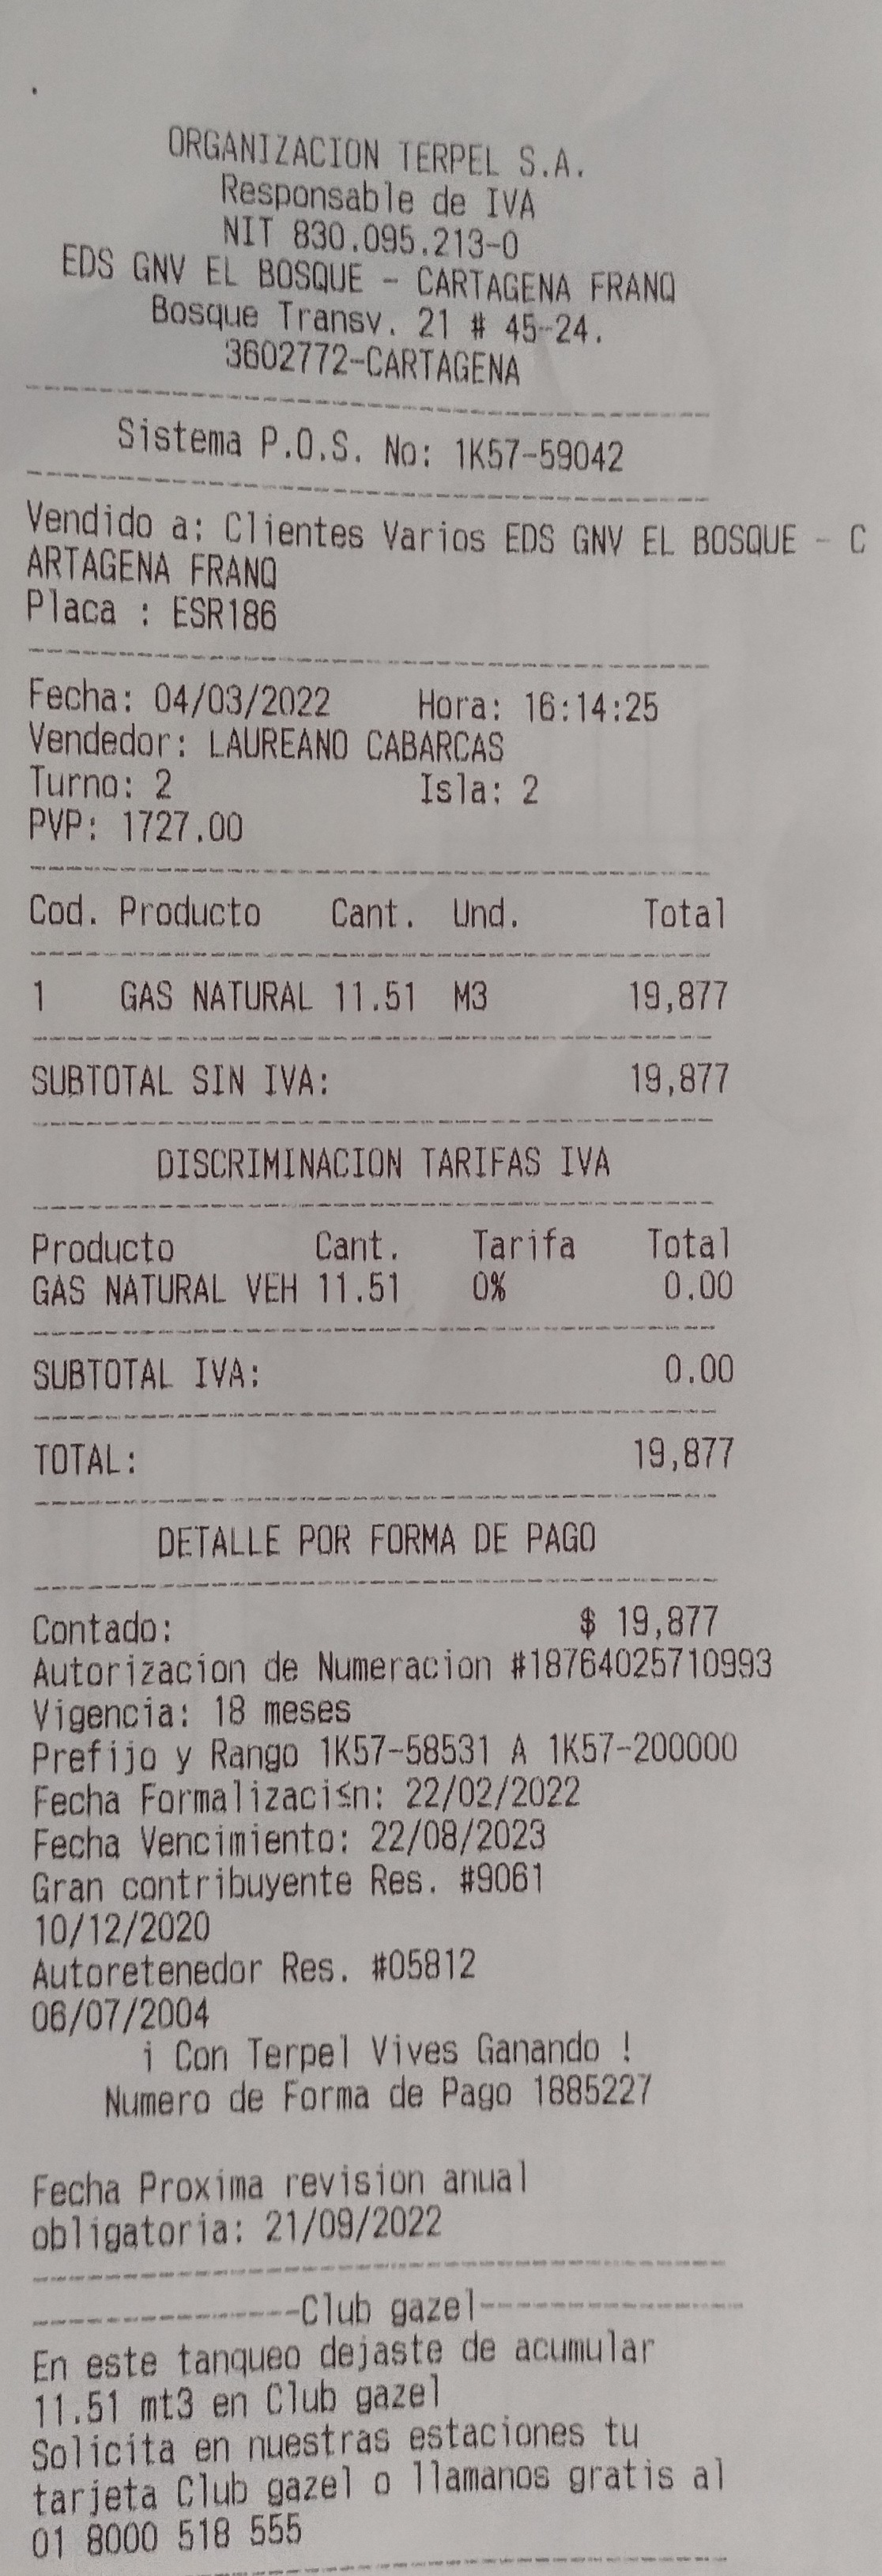 ORGANIZACION TERPEL S.A.
Responsable de IVA
NIT 830.095.213-0
EDS GNV EL BOSQUE - CARTAGENA FRANQ
Bosque Transv. 21 # 45-24.
3602772-CARTAGENA
Sistema P.O.S. No: 1K57-59042
Vendido a: Clientes Varios EDS GNV EL BOSQUE - C
ARTAGENA FRANQ
Placa : ESR186
Fecha: 04/03/2022 Hora: 16:14:25
Vendedor: LAUREANO CABARCAS
Turno: 2 Isla: 2
PVP: 1727.00
Cod. Producto Cant. Und. Total
1 GAS NATURAL 11.51 M3 19,877
SUBTOTAL SIN IVA: 19,877
DISCRIMINACION TARIFAS IVA
Producto Cant. Tarifa Total
GAS NATURAL VEH 11.51 0% 0.00
SUBTOTAL IVA: 0.00
TOTAL: 19,877
DETALLE POR FORMA DE PAGO
Contado: $ 19,877
Autorizacion de Numeracion #18764025710993
Vigencia: 18 meses
Prefijo y Rango 1K57-58531 A 1K57-200000
Fecha Formalizaci≤n: 22/02/2022
Fecha Vencimiento: 22/08/2023
Gran contribuyente Res. #9061
10/12/2020
Autoretenedor Res. #05812
06/07/2004
¡ Con Terpel Vives Ganando !
Numero de Forma de Pago 1885227
Fecha Proxima revision anual
obligatoria: 21/09/2022
---------------Club gazel---------------
En este tanqueo dejaste de acumular
11.51 mt3 en Club gazel
Solicita en nuestras estaciones tu
tarjeta Club gazel o llamanos gratis al
01 8000 518 555